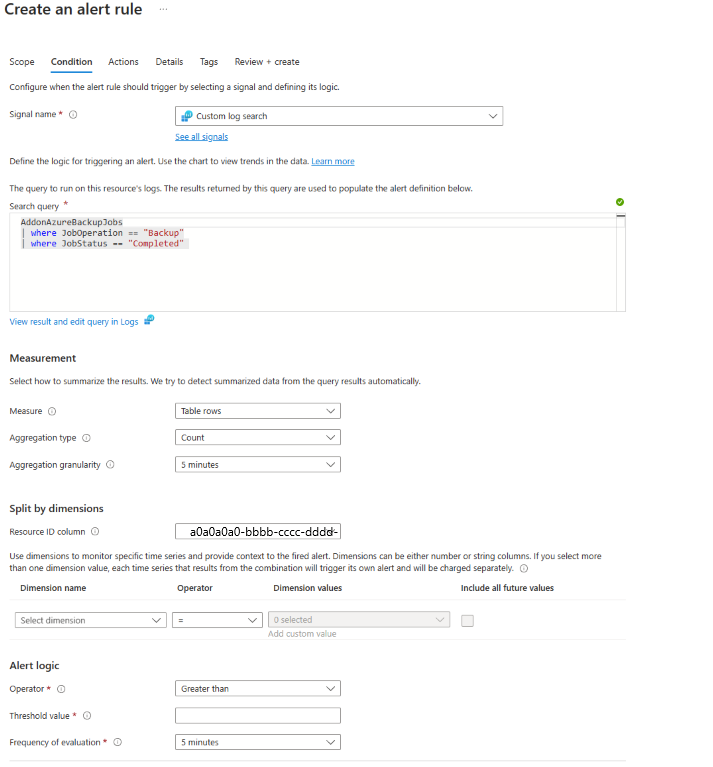 Create an alert rule ...
Scope Condition Actions Details Tags Review + create
Configure when the alert rule should trigger by selecting a signal and defining its logic.
Signal name * Custom log search
See all signals
Define the logic for triggering an alert. Use the chart to view trends in the data. Learn more
The query to run on this resource's logs. The results returned by this query are used to populate the alert definition below.
Search query *
AddonAzureBackupJobs
| where JobOperation == "Backup"
| where JobStatus == "Completed"
View result and edit query in Logs
Measurement
Select how to summarize the results. We try to detect summarized data from the query results automatically.
Measure Table rows
Aggregation type Count
Aggregation granularity 5 minutes
Split by dimensions
Resource ID column a0a0a0a0-bbbb-cccc-dddd-
Use dimensions to monitor specific time series and provide context to the fired alert. Dimensions can be either number or string columns. If you select more
than one dimension value, each time series that results from the combination will trigger its own alert and will be charged separately.
Dimension name Operator Dimension values Include all future values
Select dimension = 0 selected
Add custom value
Alert logic
Operator * Greater than
Threshold value *
Frequency of evaluation * 5 minutes